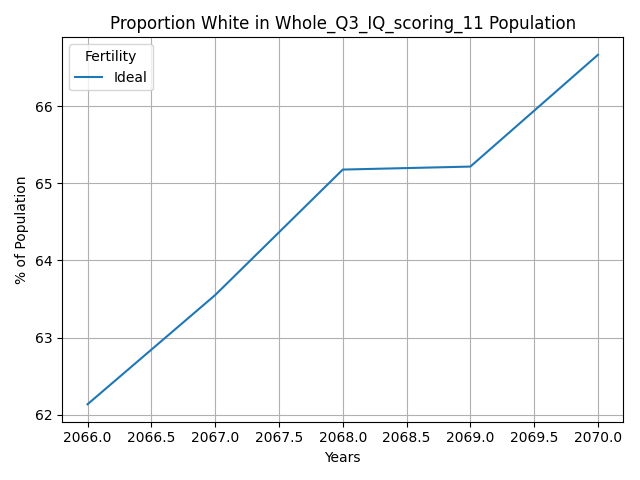 Proportion White in Whole_Q3_IQ_scoring_11 Population
Fertility
Ideal
% of Population
66
65
64
63
62
2066.0 2066.5 2067.0 2067.5 2068.0 2068.5 2069.0 2069.5 2070.0
Years